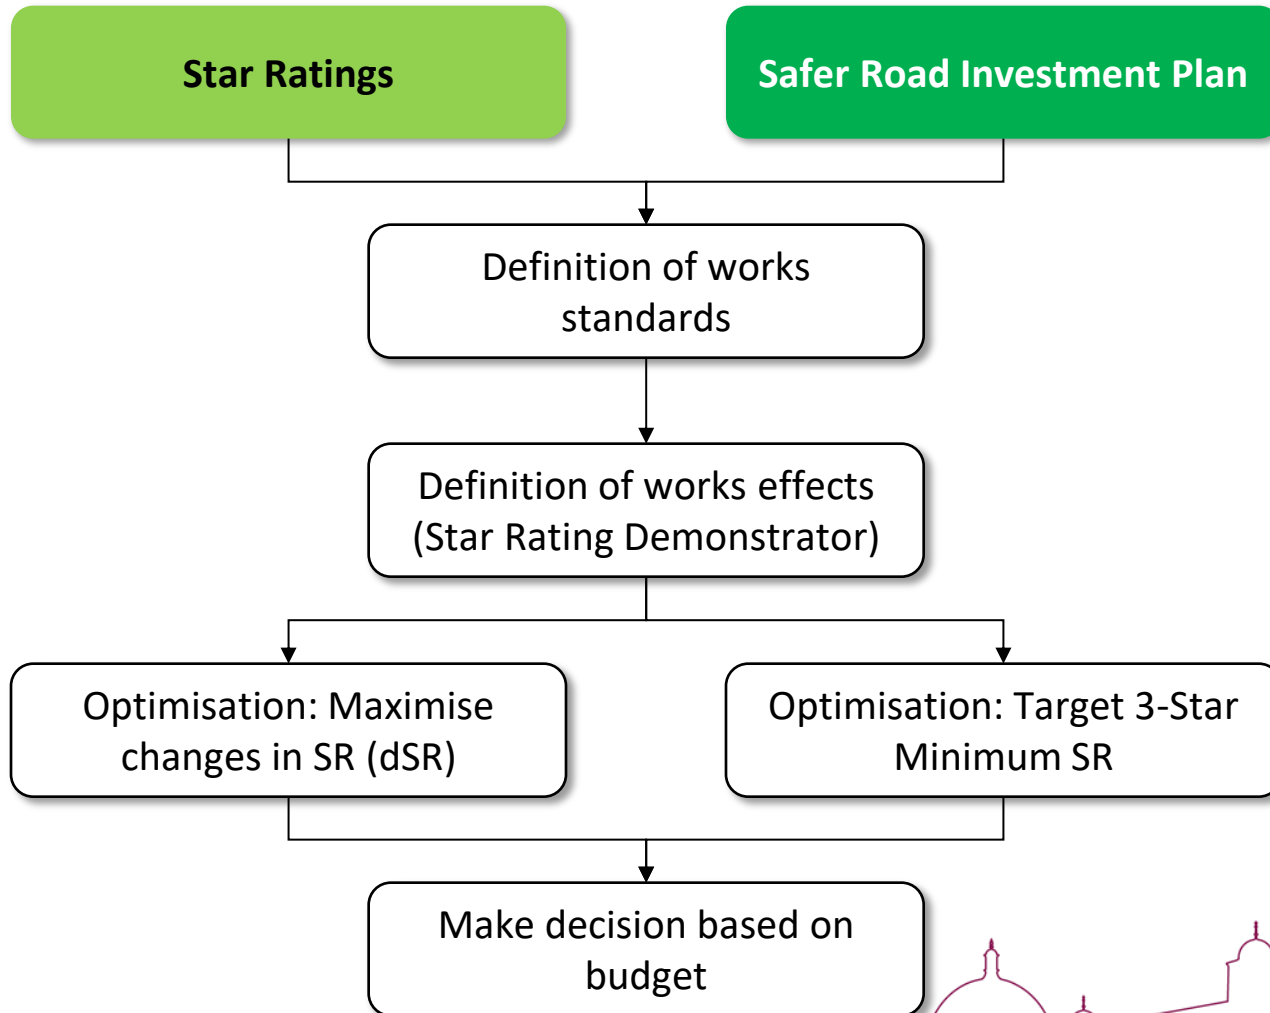 Star Ratings
Safer Road Investment Plan
Definition of works
standards
Definition of works effects
(Star Rating Demonstrator)
Optimisation: Maximise
changes in SR (dSR)
Optimisation: Target 3-Star
Minimum SR
Make decision based on
budget